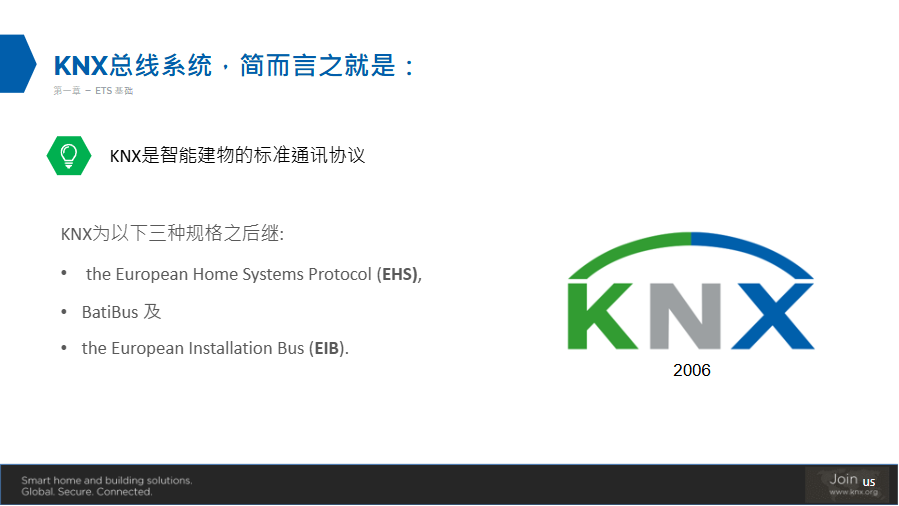 KNX总线系统，简而言之就是：
第一章 – ETS 基礎
KNX是智能建物的标准通讯协议
KNX为以下三种规格之后继:
• the European Home Systems Protocol (EHS),
• BatiBus 及
• the European Installation Bus (EIB).
KNX
2006
Smart home and building solutions.
Global. Secure. Connected.
Join us
www.knx.org